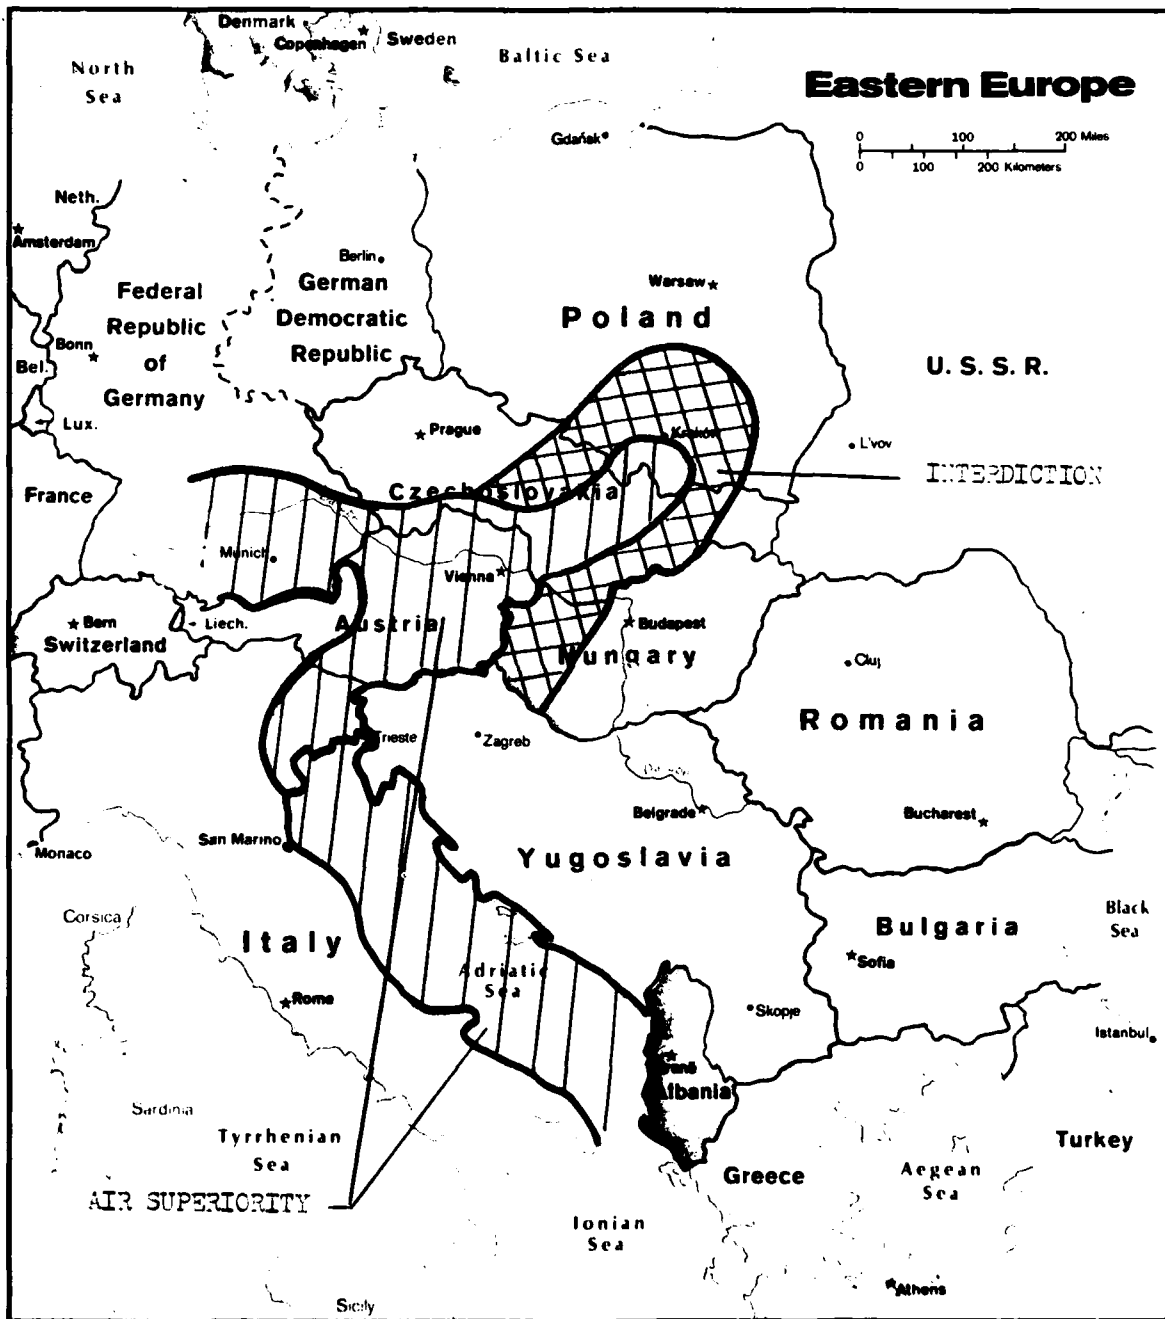 Denmark
Copenhagen
Sweden
Baltic Sea
North
Sea
Eastern Europe
0 100 200 Miles
0 100 200 Kilometers
Gdańsk
Neth.
Amsterdam
Berlin
German
Democratic
Republic
Warsaw
Poland
Federal
Republic
of
Germany
Bonn
Bel.
Lux.
U.S.S.R.
Prague
Kraków
L'vov
INTERDICTION
France
Czechoslovakia
Munich
Vienna
Bern
Switzerland
Liech.
Austria
Budapest
Hungary
Cluj
Romania
Trieste
Zagreb
Belgrade
Bucharest
San Marino
Monaco
Yugoslavia
Corsica
Italy
Bulgaria
Black
Sea
Sofia
Adriatic
Sea
Rome
Skopje
Istanbul
Albania
Sardinia
Tyrrhenian
Sea
Greece
Aegean
Sea
Turkey
AIR SUPERIORITY
Ionian
Sea
Athens
Sicily